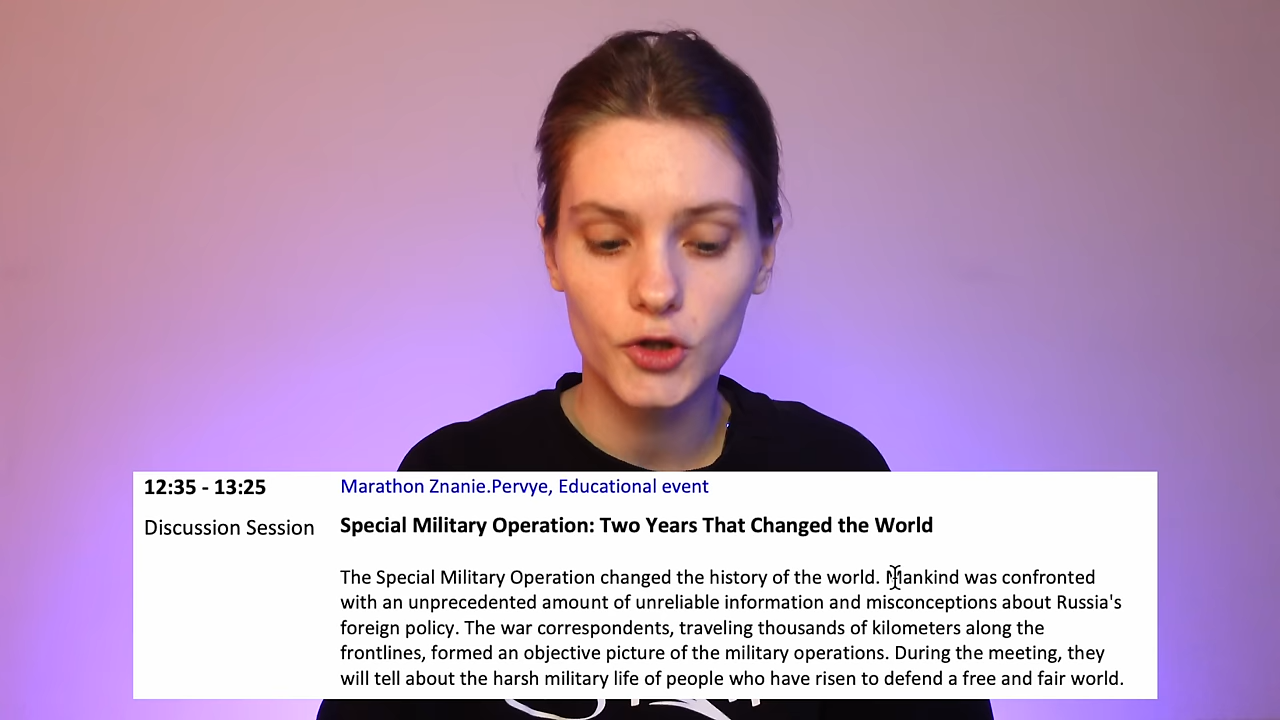 12:35 - 13:25
Marathon Znanie.Pervye, Educational event
Discussion Session
Special Military Operation: Two Years That Changed the World
The Special Military Operation changed the history of the world. Mankind was confronted
with an unprecedented amount of unreliable information and misconceptions about Russia's
foreign policy. The war correspondents, traveling thousands of kilometers along the
frontlines, formed an objective picture of the military operations. During the meeting, they
will tell about the harsh military life of people who have risen to defend a free and fair world.